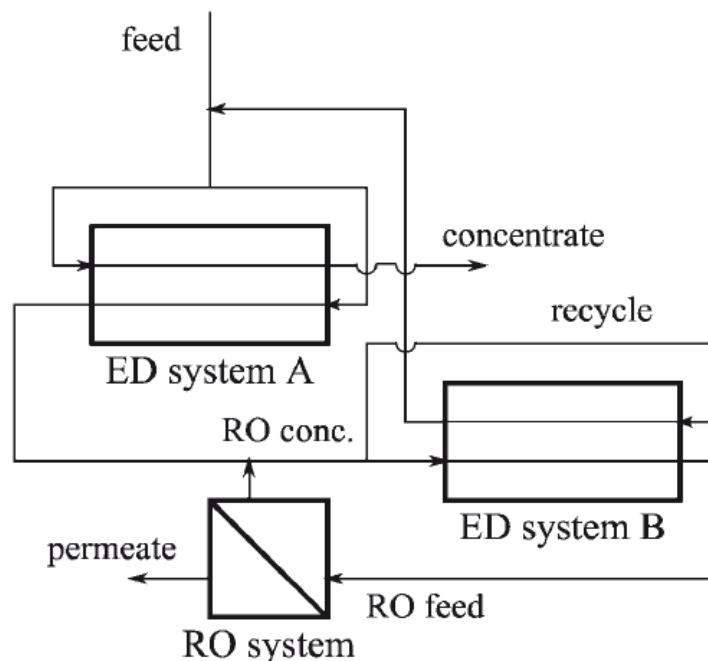 feed
concentrate
recycle
ED system A
RO conc.
ED system B
permeate
RO feed
RO system